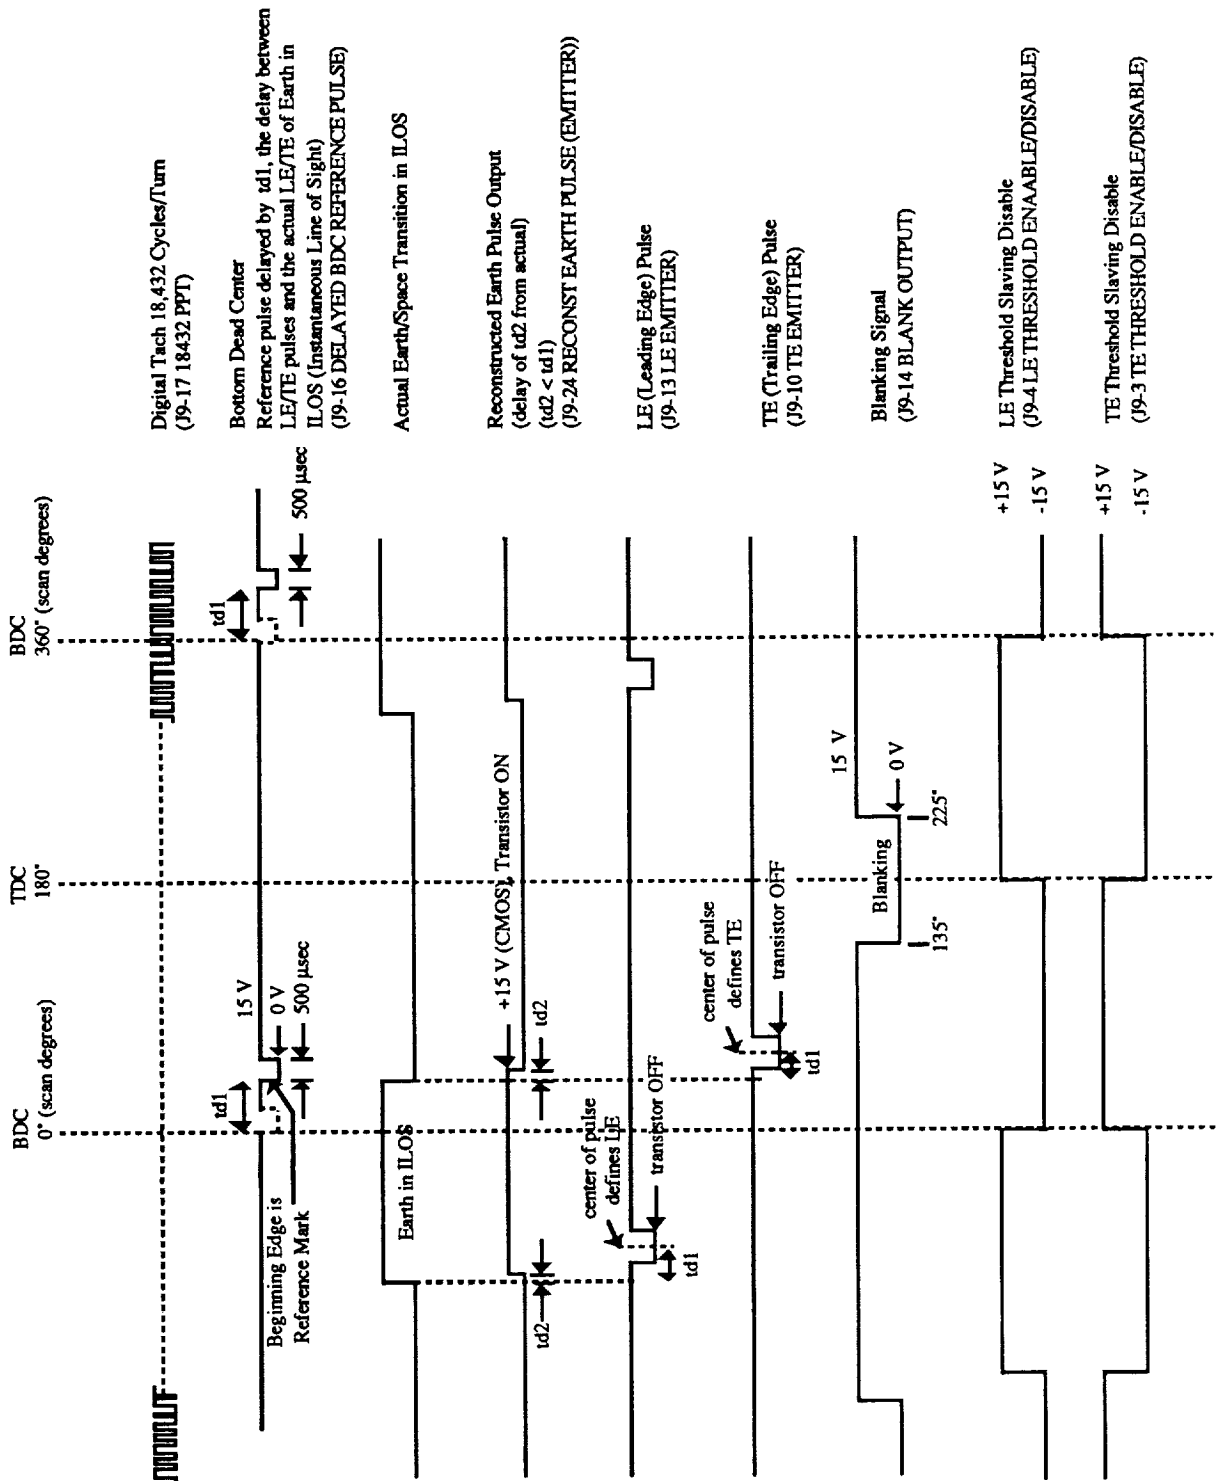 BDC
0° (scan degrees)
TDC
180°
BDC
360° (scan degrees)
Digital Tach 18,432 Cycles/Turn
(J9-17 18432 PPT)
td1
15 V
0 V
500 µsec
Beginning Edge is
Reference Mark
td1
500 µsec
Bottom Dead Center
Reference pulse delayed by td1, the delay between
LE/TE pulses and the actual LE/TE of Earth in
ILOS (Instantaneous Line of Sight)
(J9-16 DELAYED BDC REFERENCE PULSE)
Earth in ILOS
Actual Earth/Space Transition in ILOS
td2
+15 V (CMOS), Transistor ON
td2
Reconstructed Earth Pulse Output
(delay of td2 from actual)
(td2 < td1)
(J9-24 RECONST EARTH PULSE (EMITTER))
center of pulse
defines LE
transistor OFF
td1
LE (Leading Edge) Pulse
(J9-13 LE EMITTER)
center of pulse
defines TE
transistor OFF
td1
TE (Trailing Edge) Pulse
(J9-10 TE EMITTER)
15 V
Blanking
0 V
135°
225°
Blanking Signal
(J9-14 BLANK OUTPUT)
+15 V
-15 V
LE Threshold Slaving Disable
(J9-4 LE THRESHOLD ENAABLE/DISABLE)
+15 V
-15 V
TE Threshold Slaving Disable
(J9-3 TE THRESHOLD ENABLE/DISABLE)